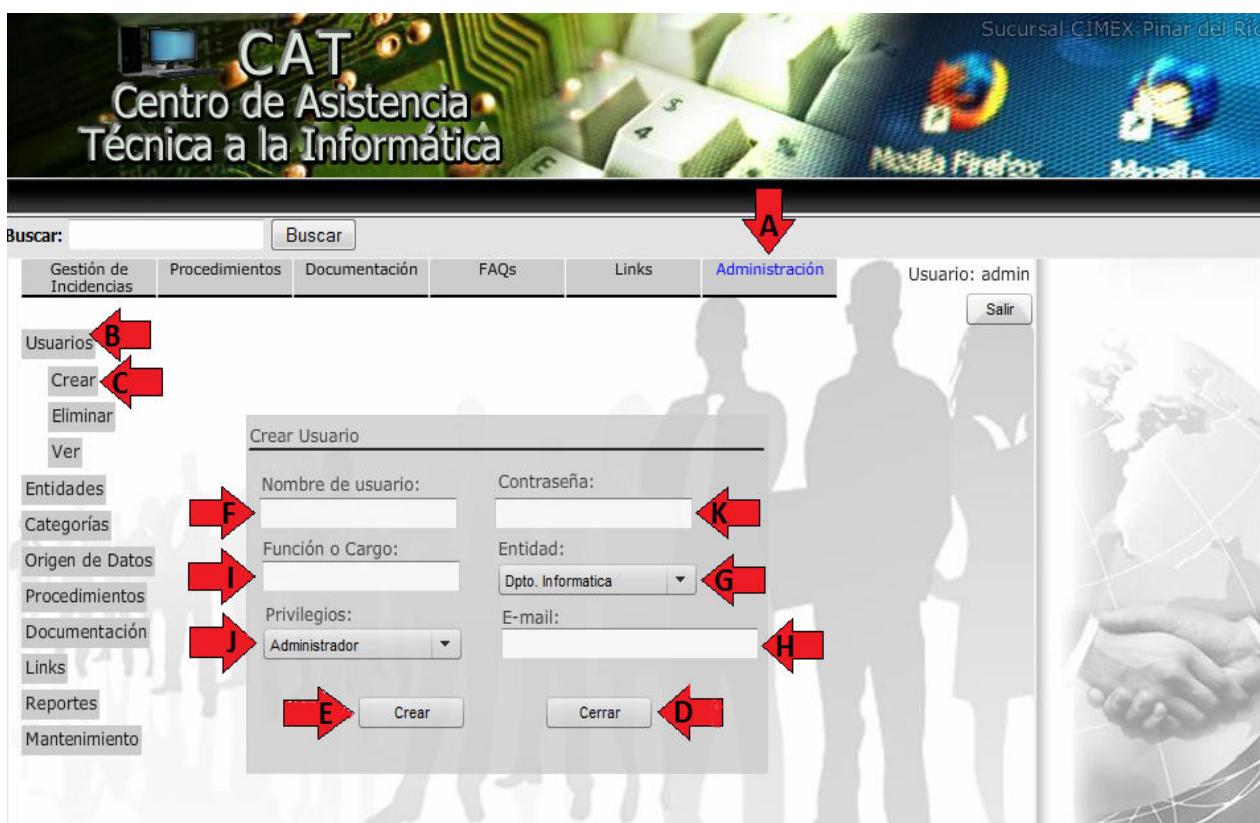 Sucursal CIMEX Pinar del Río
CAT
Centro de Asistencia
Técnica a la Informática
$
4
E
Mozilla Firefox
Mozilla
A
Buscar:
Buscar
Gestión de
Incidencias
Procedimientos
Documentación
FAQs
Links
Administración
Usuario: admin
Salir
Usuarios
B
Crear
C
Eliminar
Ver
Entidades
Categorías
Origen de Datos
Procedimientos
Documentación
Links
Reportes
Mantenimiento
Crear Usuario
Nombre de usuario:
Contraseña:
F
K
Función o Cargo:
Entidad:
I
Dpto. Informatica
G
Privilegios:
E-mail:
J
Administrador
H
E
Crear
Cerrar
D